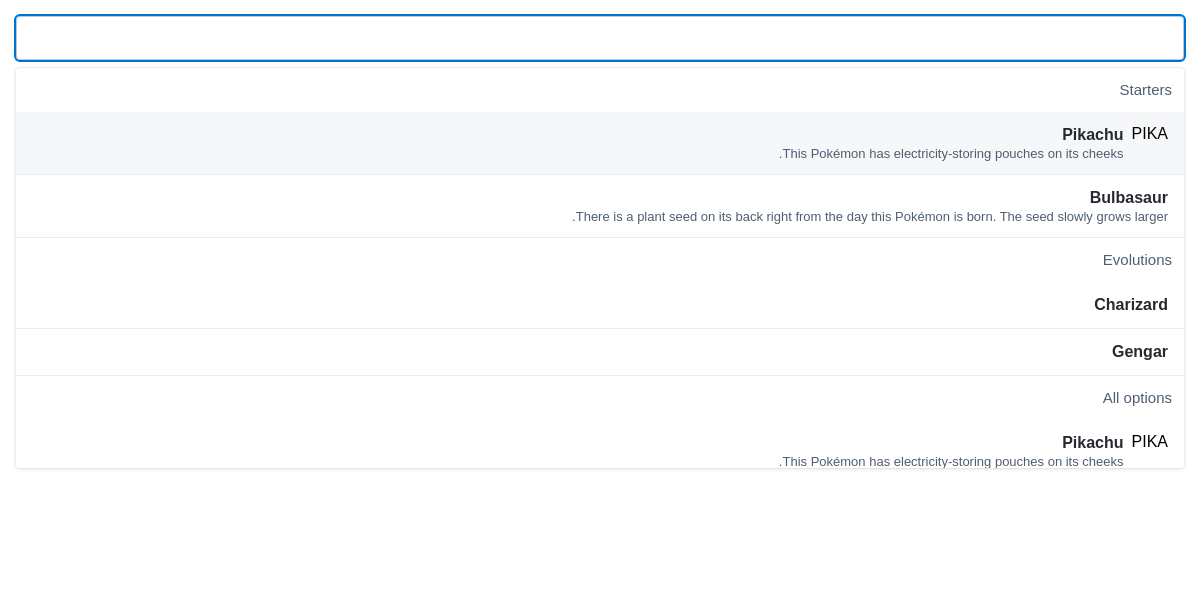 Starters
Pikachu PIKA
.This Pokémon has electricity-storing pouches on its cheeks
Bulbasaur
.There is a plant seed on its back right from the day this Pokémon is born. The seed slowly grows larger
Evolutions
Charizard
Gengar
All options
Pikachu PIKA
.This Pokémon has electricity-storing pouches on its cheeks